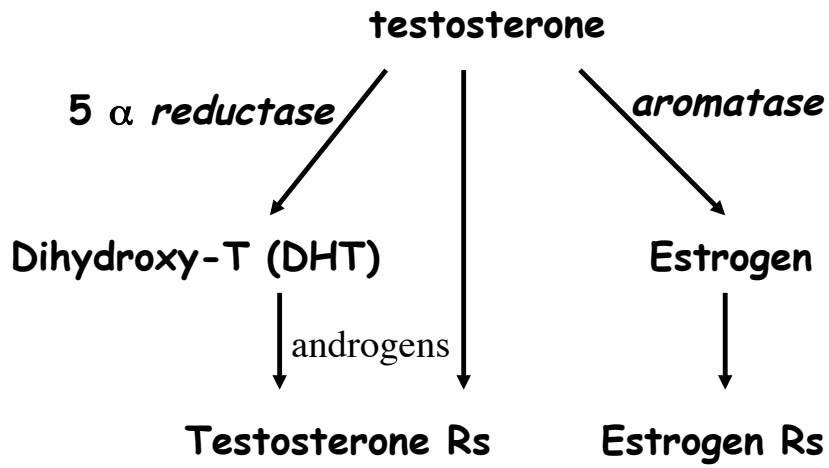 testosterone
5 α reductase
aromatase
Dihydroxy-T (DHT)
Estrogen
androgens
Testosterone Rs
Estrogen Rs